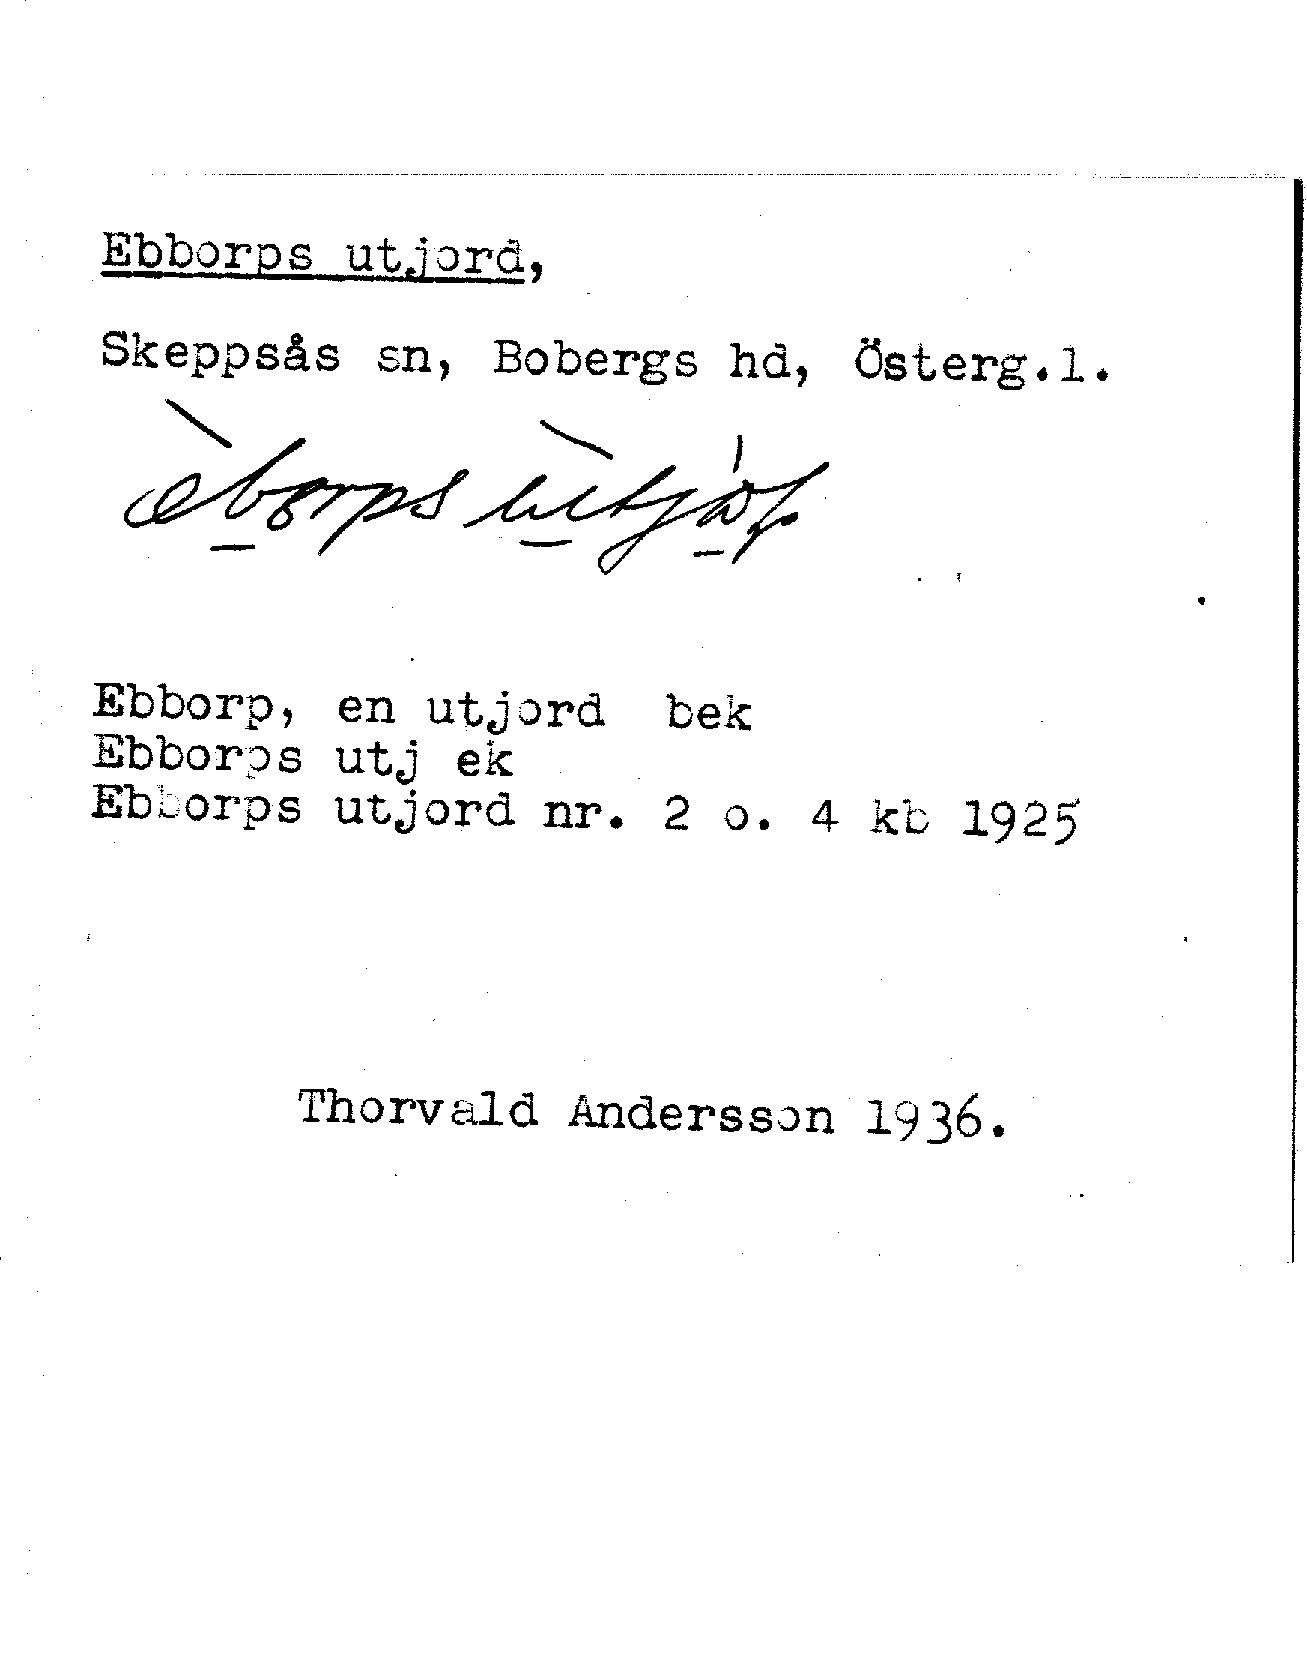 Ebborps utjord,
Skeppsås sn, Bobergs hd, Österg.l.
Ebborp, en utjord bek
Ebborps utj ek
Ebborps utjord nr. 2 o. 4 kb 1925
Thorvald Andersson 1936.